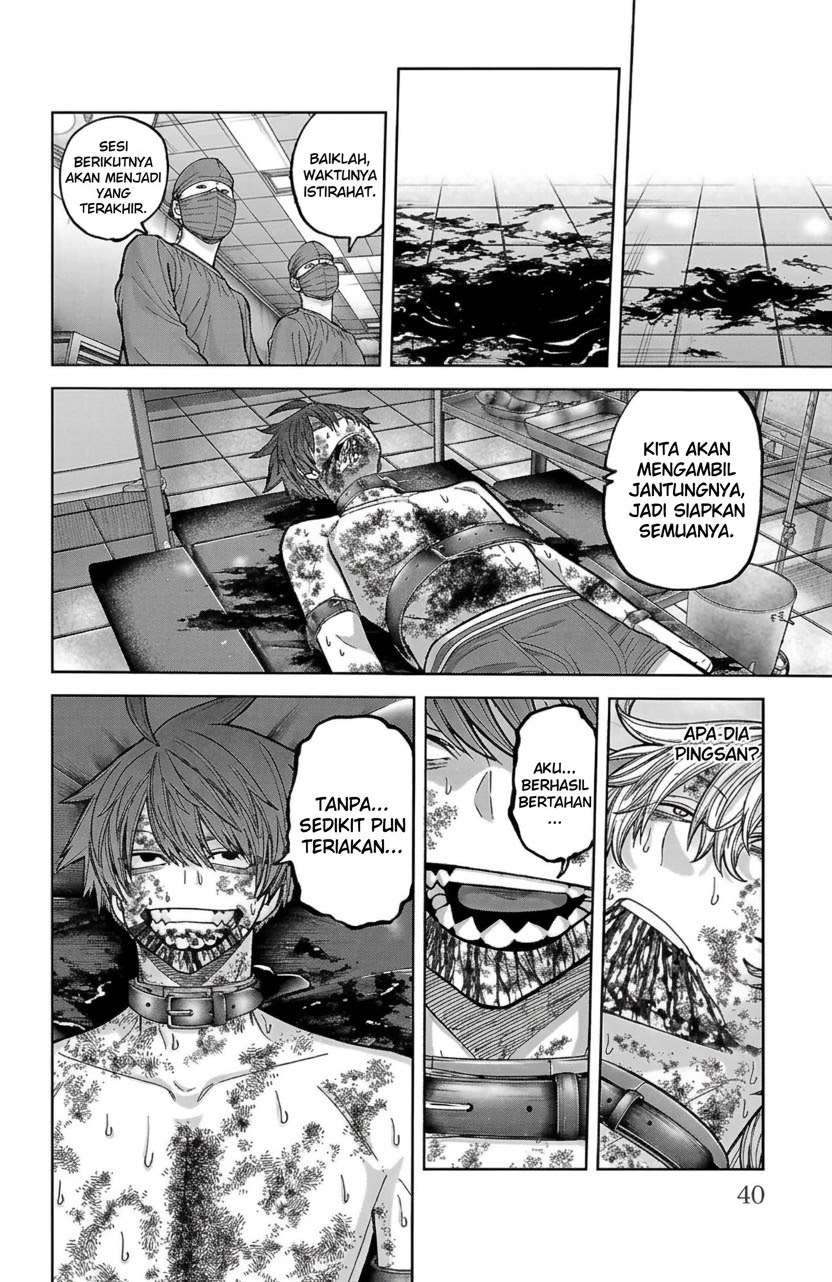 BAIKLAH,
WAKTUNYA
ISTIRAHAT.
SESI
BERIKUTNYA
AKAN MENJADI
YANG
TERAKHIR.
KITA AKAN
MENGAMBIL
JANTUNGNYA,
JADI SIAPKAN
SEMUANYA.
APA DIA
PINGSAN?
AKU...
BERHASIL
BERTAHAN
...
TANPA...
SEDIKIT PUN
TERIAKAN...
40